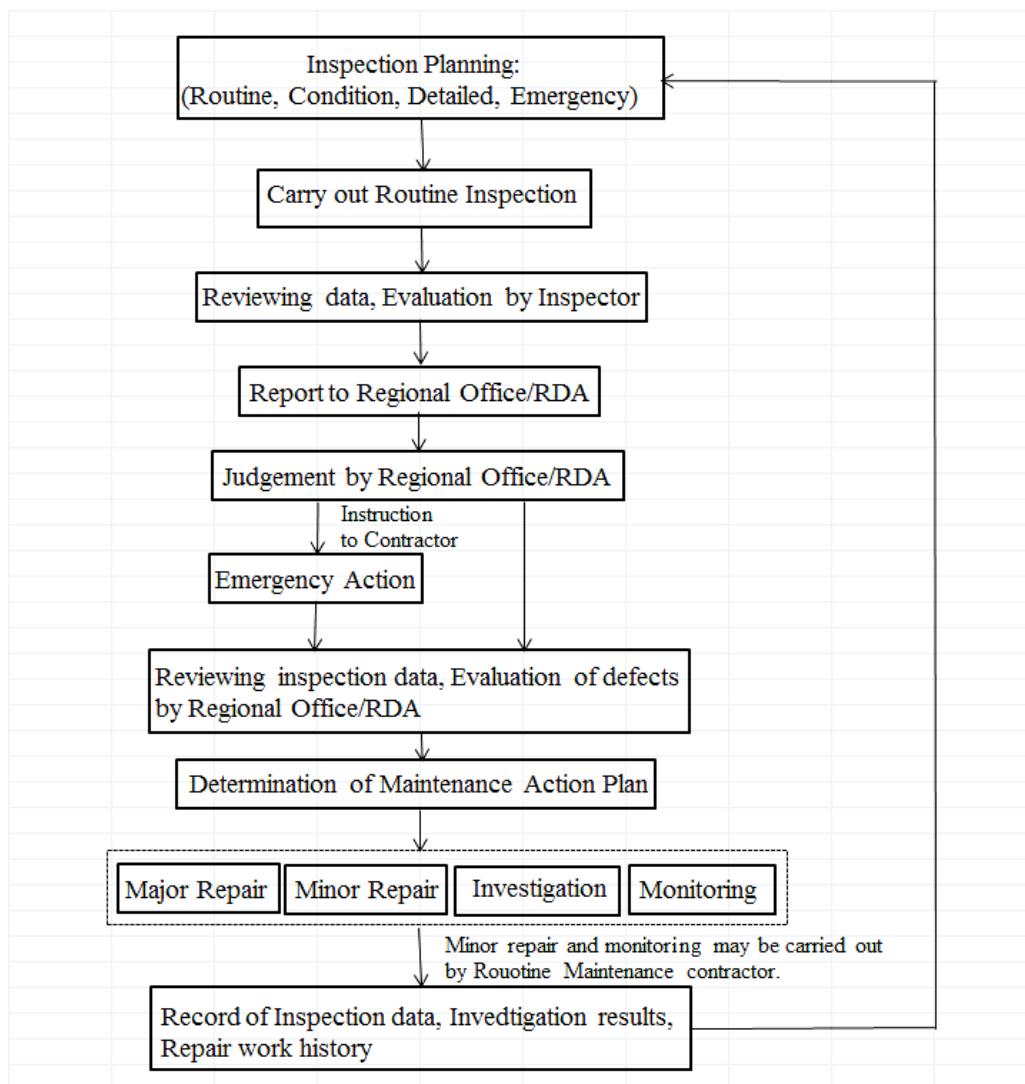 Inspection Planning:
(Routine, Condition, Detailed, Emergency)
Carry out Routine Inspection
Reviewing data, Evaluation by Inspector
Report to Regional Office/RDA
Judgement by Regional Office/RDA
Instruction
to Contractor
Emergency Action
Reviewing inspection data, Evaluation of defects
by Regional Office/RDA
Determination of Maintenance Action Plan
Major Repair
Minor Repair
Investigation
Monitoring
Minor repair and monitoring may be carried out
by Rouotine Maintenance contractor.
Record of Inspection data, Invedtigation results,
Repair work history